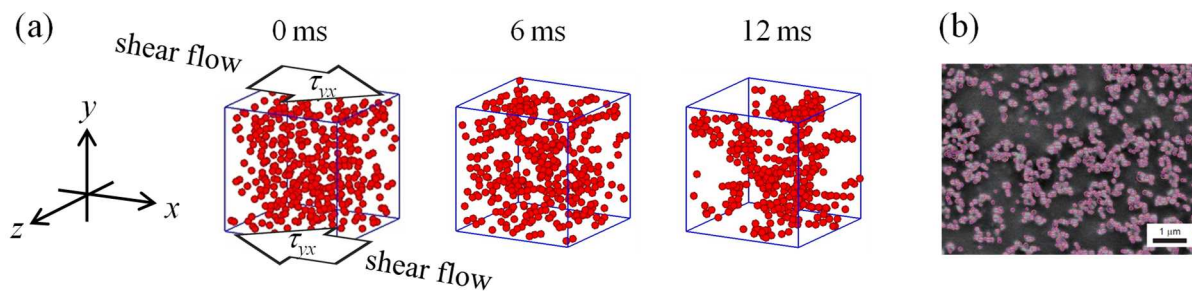 (a)
0 ms
6 ms
12 ms
(b)
shear flow
τyx
y
x
z
τyx
shear flow
1 μm